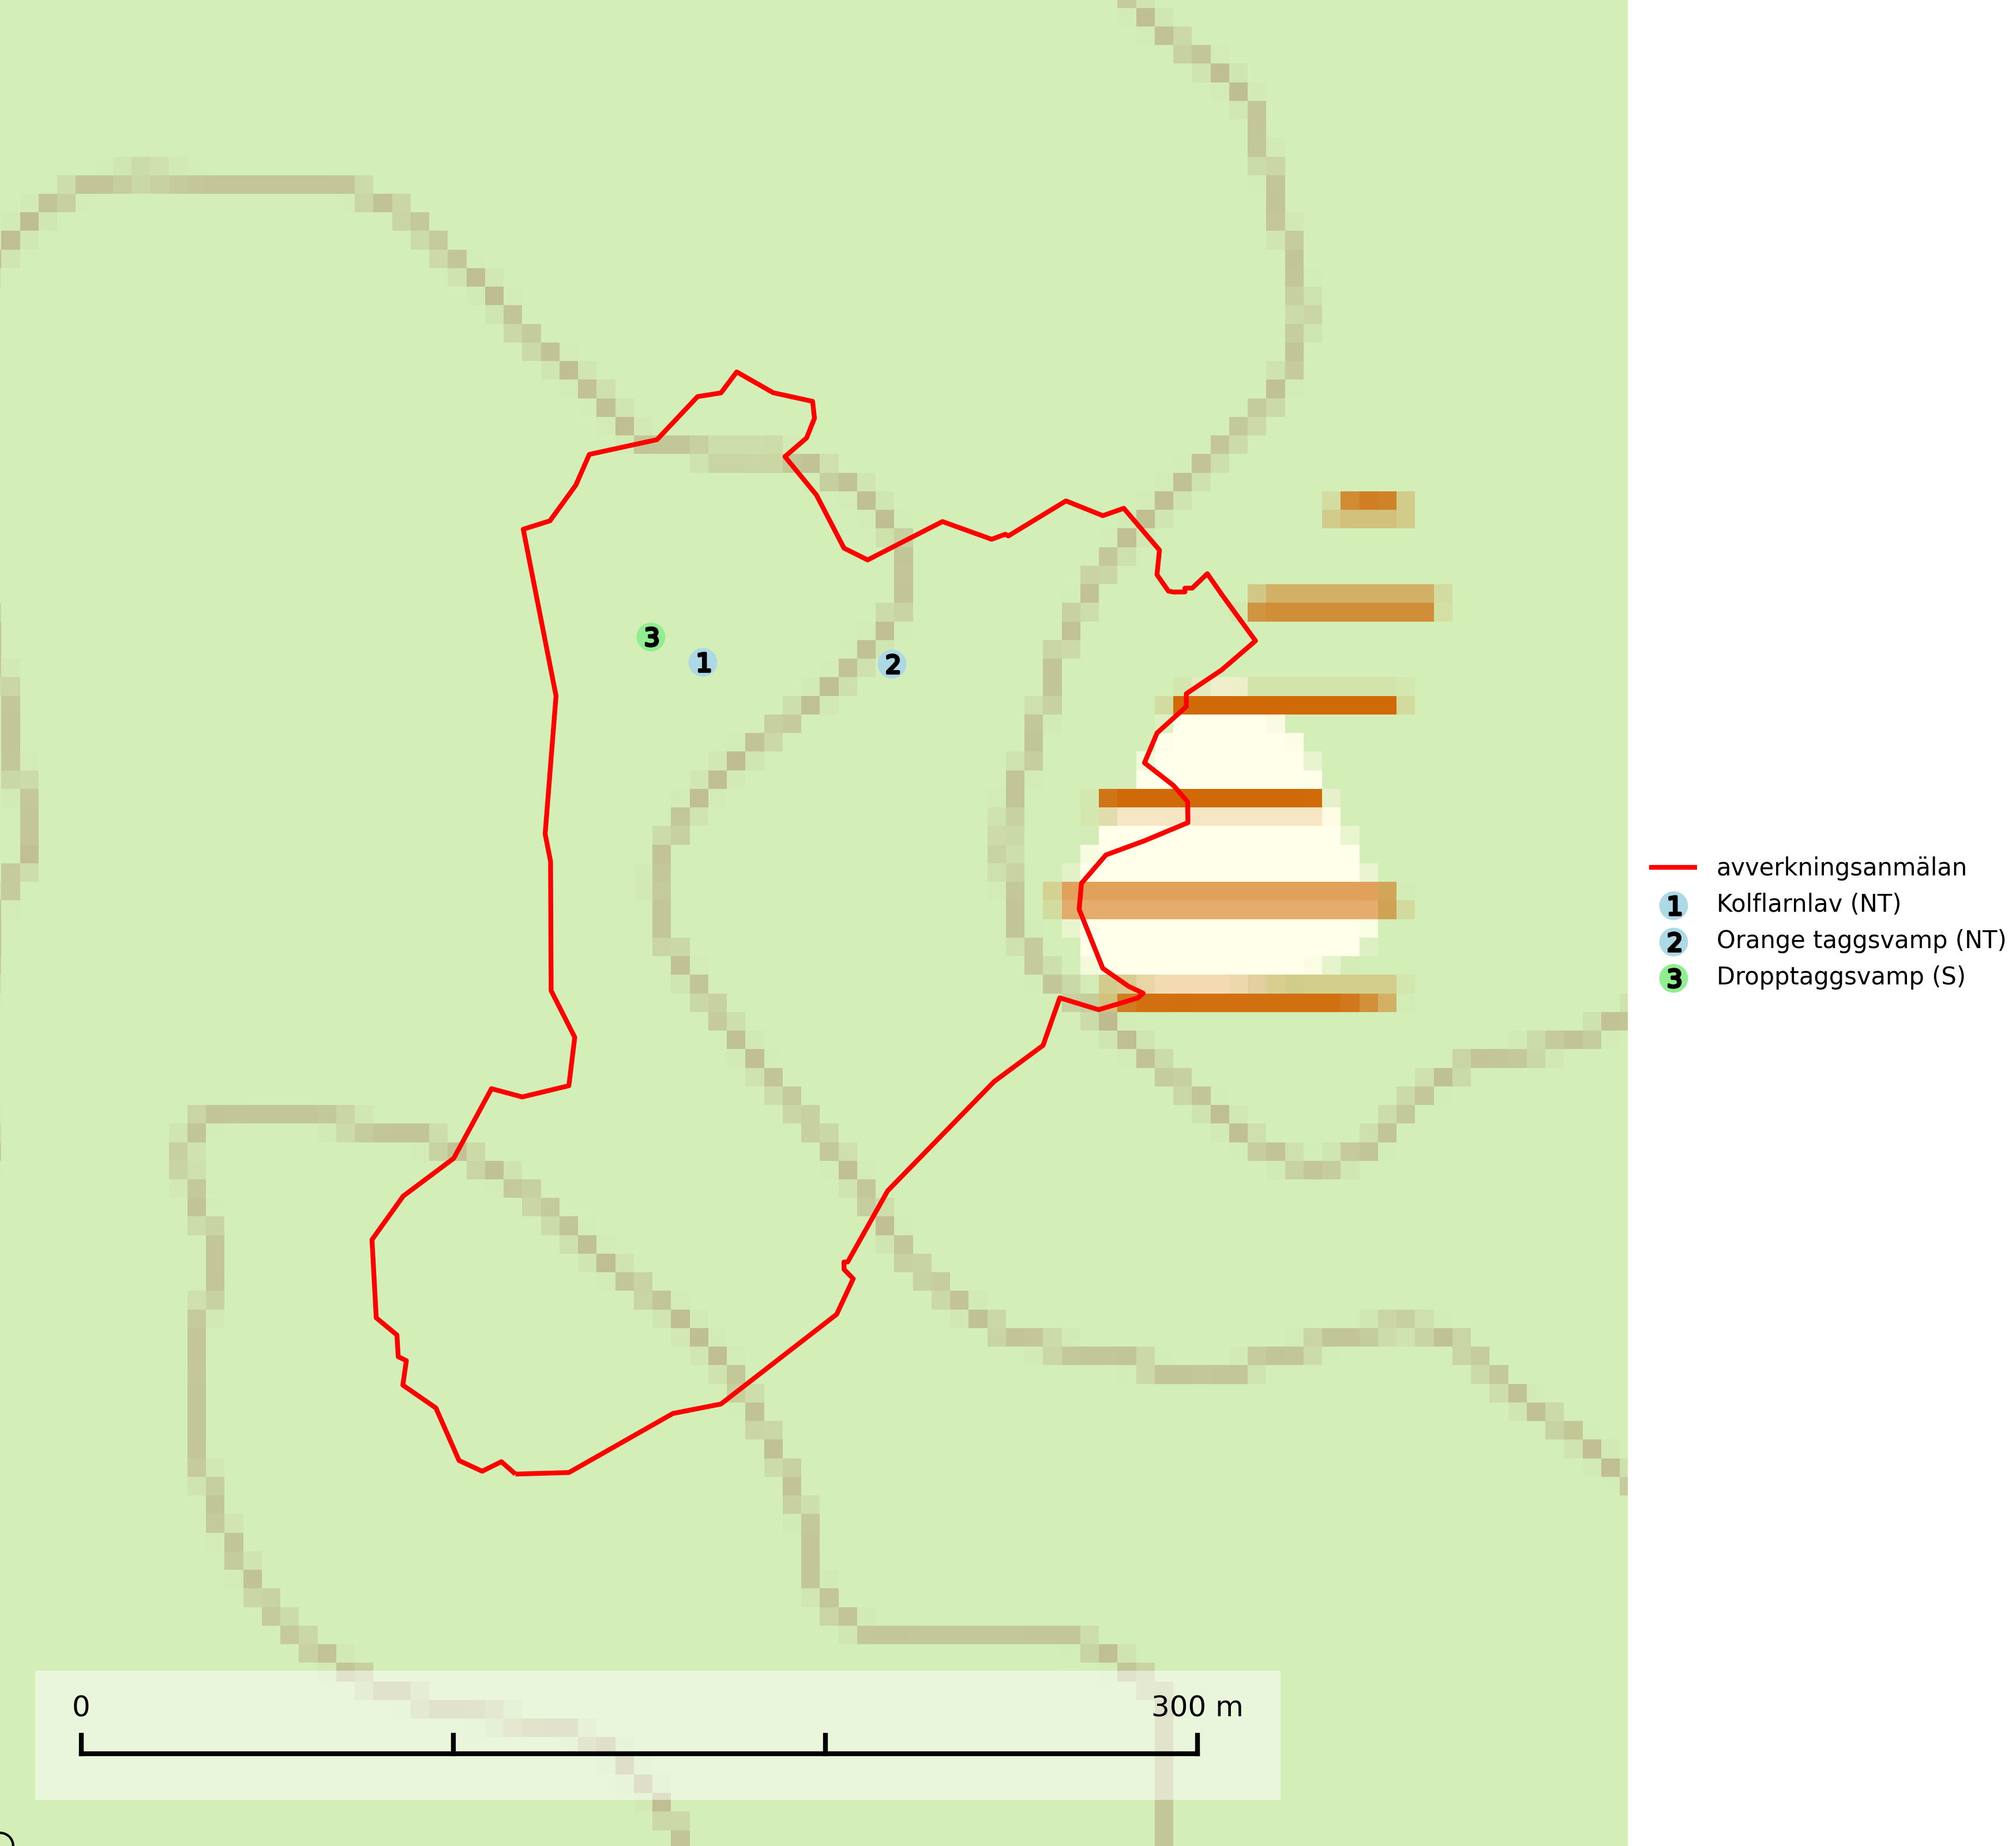 3
1
2
avverkningsanmälan
1 Kolflarnlav (NT)
2 Orange taggsvamp (NT)
3 Dropptaggsvamp (S)
0 300 m